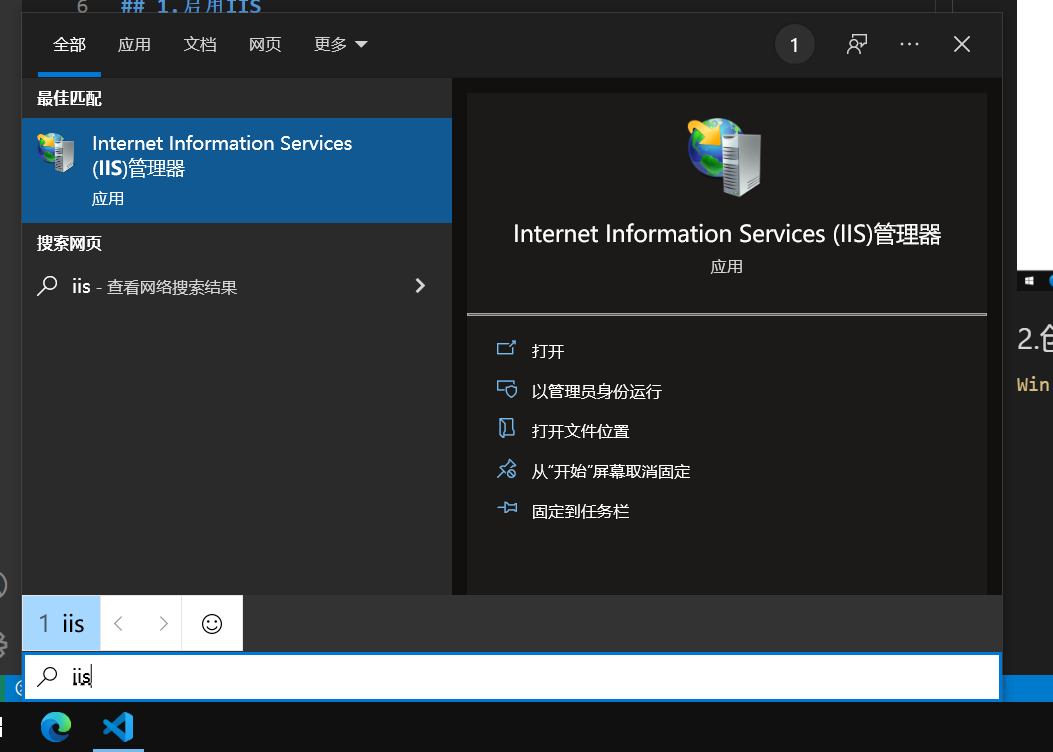 6 ## 1.启用IIS
全部 应用 文档 网页 更多 1
最佳匹配
Internet Information Services
(IIS)管理器
应用
搜索网页
iis - 查看网络搜索结果
Internet Information Services (IIS)管理器
应用
打开
以管理员身份运行
打开文件位置
从“开始”屏幕取消固定
固定到任务栏
2.创
Win
1 iis
iis